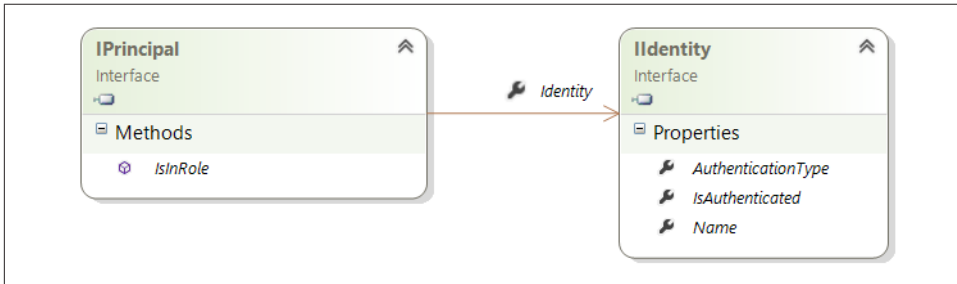 IPrincipal
Interface
Methods
IsInRole
Identity
IIdentity
Interface
Properties
AuthenticationType
IsAuthenticated
Name